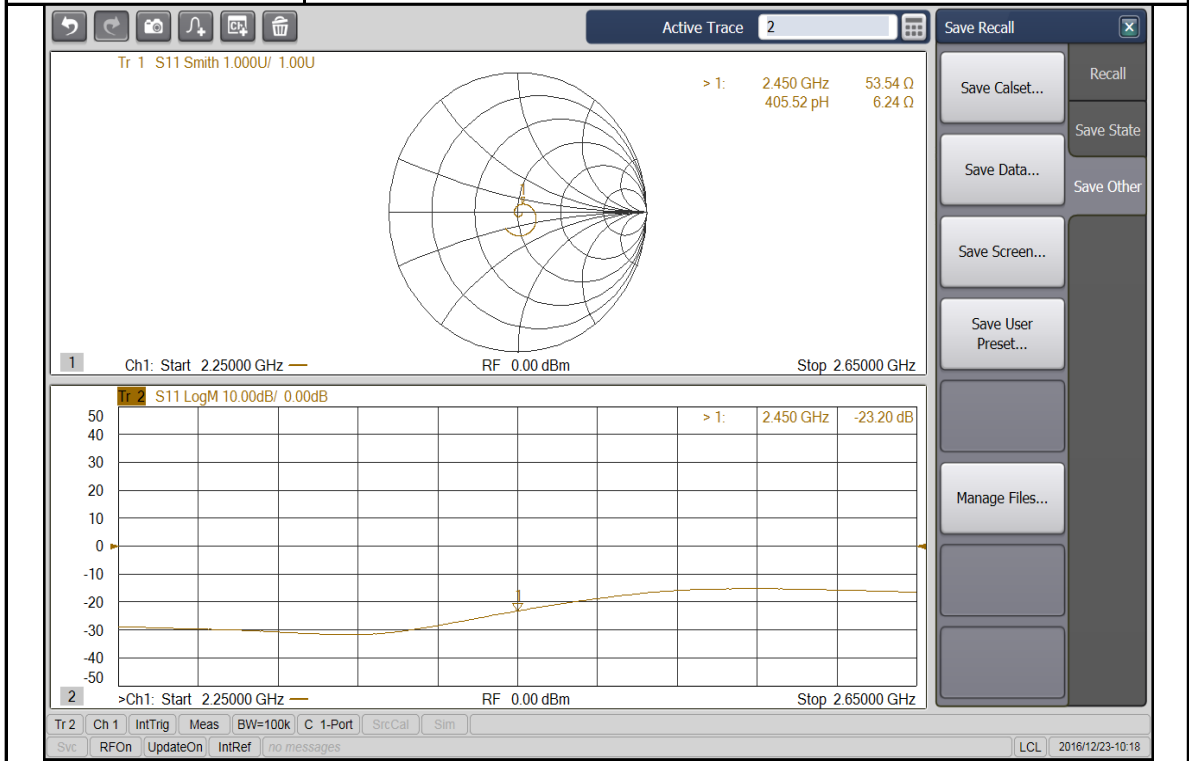 Active Trace 2
Save Recall
Recall
Save State
Save Other
Save Calset...
Save Data...
Save Screen...
Save User
Preset...
Manage Files...
Tr 1 S11 Smith 1.000U/ 1.00U
> 1: 2.450 GHz 53.54 Ω
405.52 pH 6.24 Ω
1
1 Ch1: Start 2.25000 GHz — RF 0.00 dBm Stop 2.65000 GHz
Tr 2 S11 LogM 10.00dB/ 0.00dB
> 1: 2.450 GHz -23.20 dB
50
40
30
20
10
0
-10
-20
-30
-40
-50
1
2 >Ch1: Start 2.25000 GHz — RF 0.00 dBm Stop 2.65000 GHz
Tr 2 Ch 1 IntTrig Meas BW=100k C 1-Port SrcCal Sim
Svc RFOn UpdateOn IntRef no messages LCL 2016/12/23-10:18